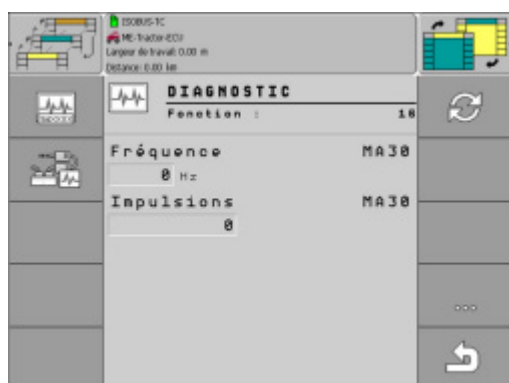 ISOBUS-TC
ME-Tractor-ECU
Largeur de travail: 0.00 m
Distance: 0.00 km
DIAGNOSTIC
Fonction : 16
Fréquence MA30
0 Hz
Impulsions MA30
0
...